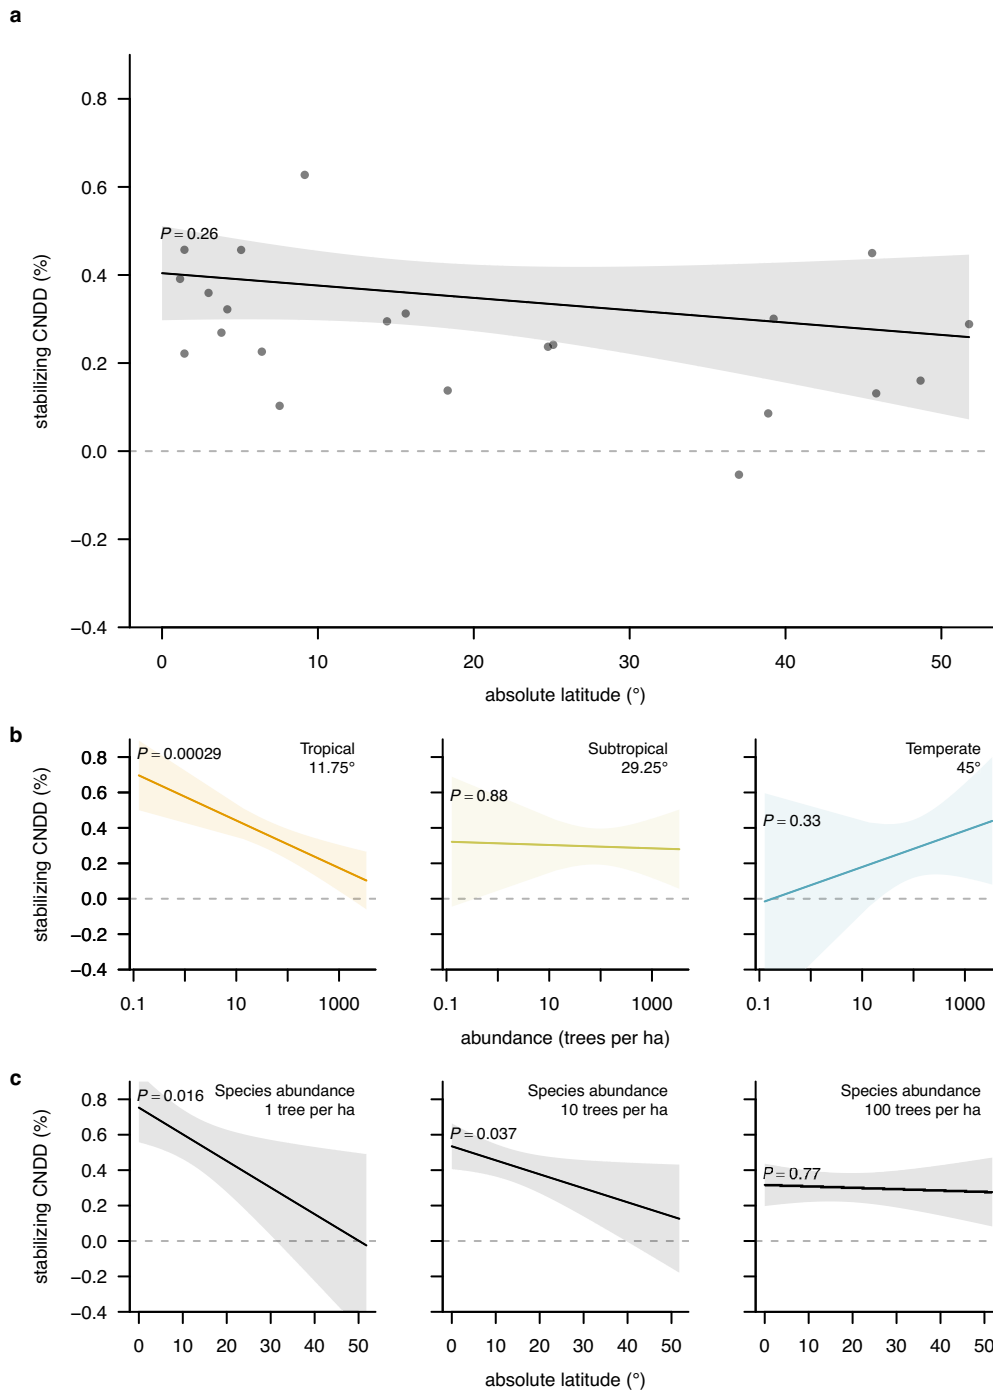 a
0.8
0.6
0.4
0.2
0.0
−0.2
−0.4
stabilizing CNDD (%)
P = 0.26
0 10 20 30 40 50
absolute latitude (°)
b
stabilizing CNDD (%)
0.8
0.6
0.4
0.2
0.0
−0.2
−0.4
P = 0.00029
Tropical
11.75°
0.1 10 1000
P = 0.88
Subtropical
29.25°
0.1 10 1000
P = 0.33
Temperate
45°
0.1 10 1000
abundance (trees per ha)
c
stabilizing CNDD (%)
0.8
0.6
0.4
0.2
0.0
−0.2
−0.4
P = 0.016
Species abundance
1 tree per ha
0 10 20 30 40 50
P = 0.037
Species abundance
10 trees per ha
0 10 20 30 40 50
P = 0.77
Species abundance
100 trees per ha
0 10 20 30 40 50
absolute latitude (°)